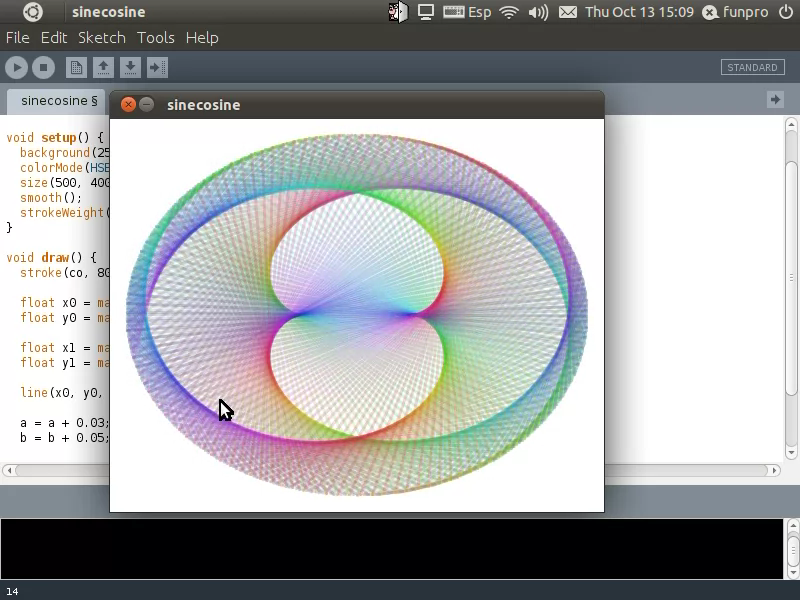 sinecosine
Esp
Thu Oct 13 15:09
funpro
File Edit Sketch Tools Help
STANDARD
sinecosine §
sinecosine
void setup() {
background(25
colorMode(HSB
size(500, 400
smooth();
strokeWeight(
}
void draw() {
stroke(co, 80
float x0 = ma
float y0 = ma
float x1 = ma
float y1 = ma
line(x0, y0,
a = a + 0.03;
b = b + 0.05;
14